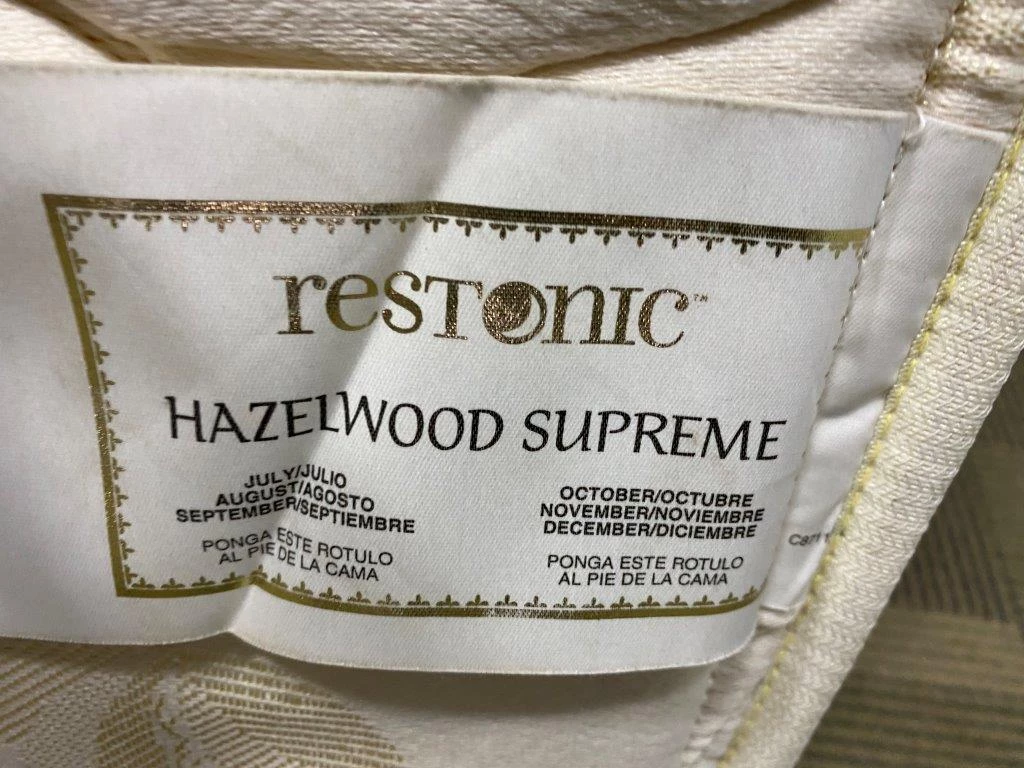 resTonic™
HAZELWOOD SUPREME
JULY/JULIO
AUGUST/AGOSTO
SEPTEMBER/SEPTIEMBRE
PONGA ESTE ROTULO
AL PIE DE LA CAMA
OCTOBER/OCTUBRE
NOVEMBER/NOVIEMBRE
DECEMBER/DICIEMBRE
PONGA ESTE ROTULO
AL PIE DE LA CAMA